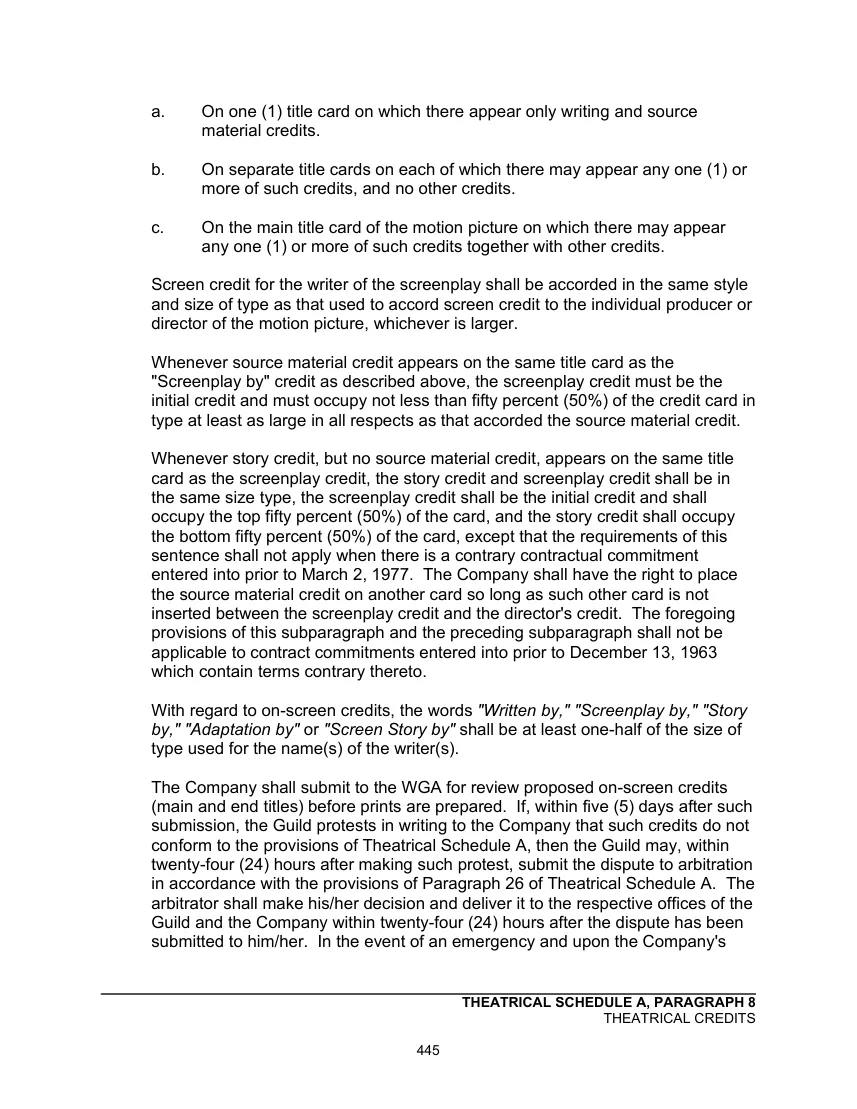 a. On one (1) title card on which there appear only writing and source
material credits.
b. On separate title cards on each of which there may appear any one (1) or
more of such credits, and no other credits.
c. On the main title card of the motion picture on which there may appear
any one (1) or more of such credits together with other credits.
Screen credit for the writer of the screenplay shall be accorded in the same style
and size of type as that used to accord screen credit to the individual producer or
director of the motion picture, whichever is larger.
Whenever source material credit appears on the same title card as the
"Screenplay by" credit as described above, the screenplay credit must be the
initial credit and must occupy not less than fifty percent (50%) of the credit card in
type at least as large in all respects as that accorded the source material credit.
Whenever story credit, but no source material credit, appears on the same title
card as the screenplay credit, the story credit and screenplay credit shall be in
the same size type, the screenplay credit shall be the initial credit and shall
occupy the top fifty percent (50%) of the card, and the story credit shall occupy
the bottom fifty percent (50%) of the card, except that the requirements of this
sentence shall not apply when there is a contrary contractual commitment
entered into prior to March 2, 1977.  The Company shall have the right to place
the source material credit on another card so long as such other card is not
inserted between the screenplay credit and the director's credit.  The foregoing
provisions of this subparagraph and the preceding subparagraph shall not be
applicable to contract commitments entered into prior to December 13, 1963
which contain terms contrary thereto.
With regard to on-screen credits, the words "Written by," "Screenplay by," "Story
by," "Adaptation by" or "Screen Story by" shall be at least one-half of the size of
type used for the name(s) of the writer(s).
The Company shall submit to the WGA for review proposed on-screen credits
(main and end titles) before prints are prepared.  If, within five (5) days after such
submission, the Guild protests in writing to the Company that such credits do not
conform to the provisions of Theatrical Schedule A, then the Guild may, within
twenty-four (24) hours after making such protest, submit the dispute to arbitration
in accordance with the provisions of Paragraph 26 of Theatrical Schedule A.  The
arbitrator shall make his/her decision and deliver it to the respective offices of the
Guild and the Company within twenty-four (24) hours after the dispute has been
submitted to him/her.  In the event of an emergency and upon the Company's
THEATRICAL SCHEDULE A, PARAGRAPH 8
THEATRICAL CREDITS
445